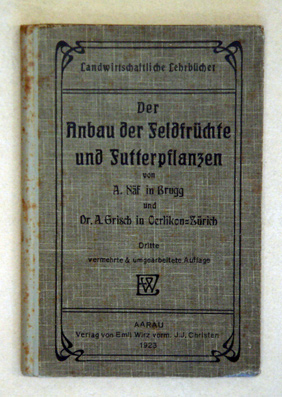 Landwirtschaftliche Lehrbücher
Der
Anbau der Feldfrüchte
und Futterpflanzen
von
A. Näf in Brugg
und
Dr. A. Grisch in Oerlikon=Zürich
Dritte
vermehrte & umgearbeitete Auflage
EW
AARAU
Verlag von Emil Wirz vorm. J.J. Christen
1923